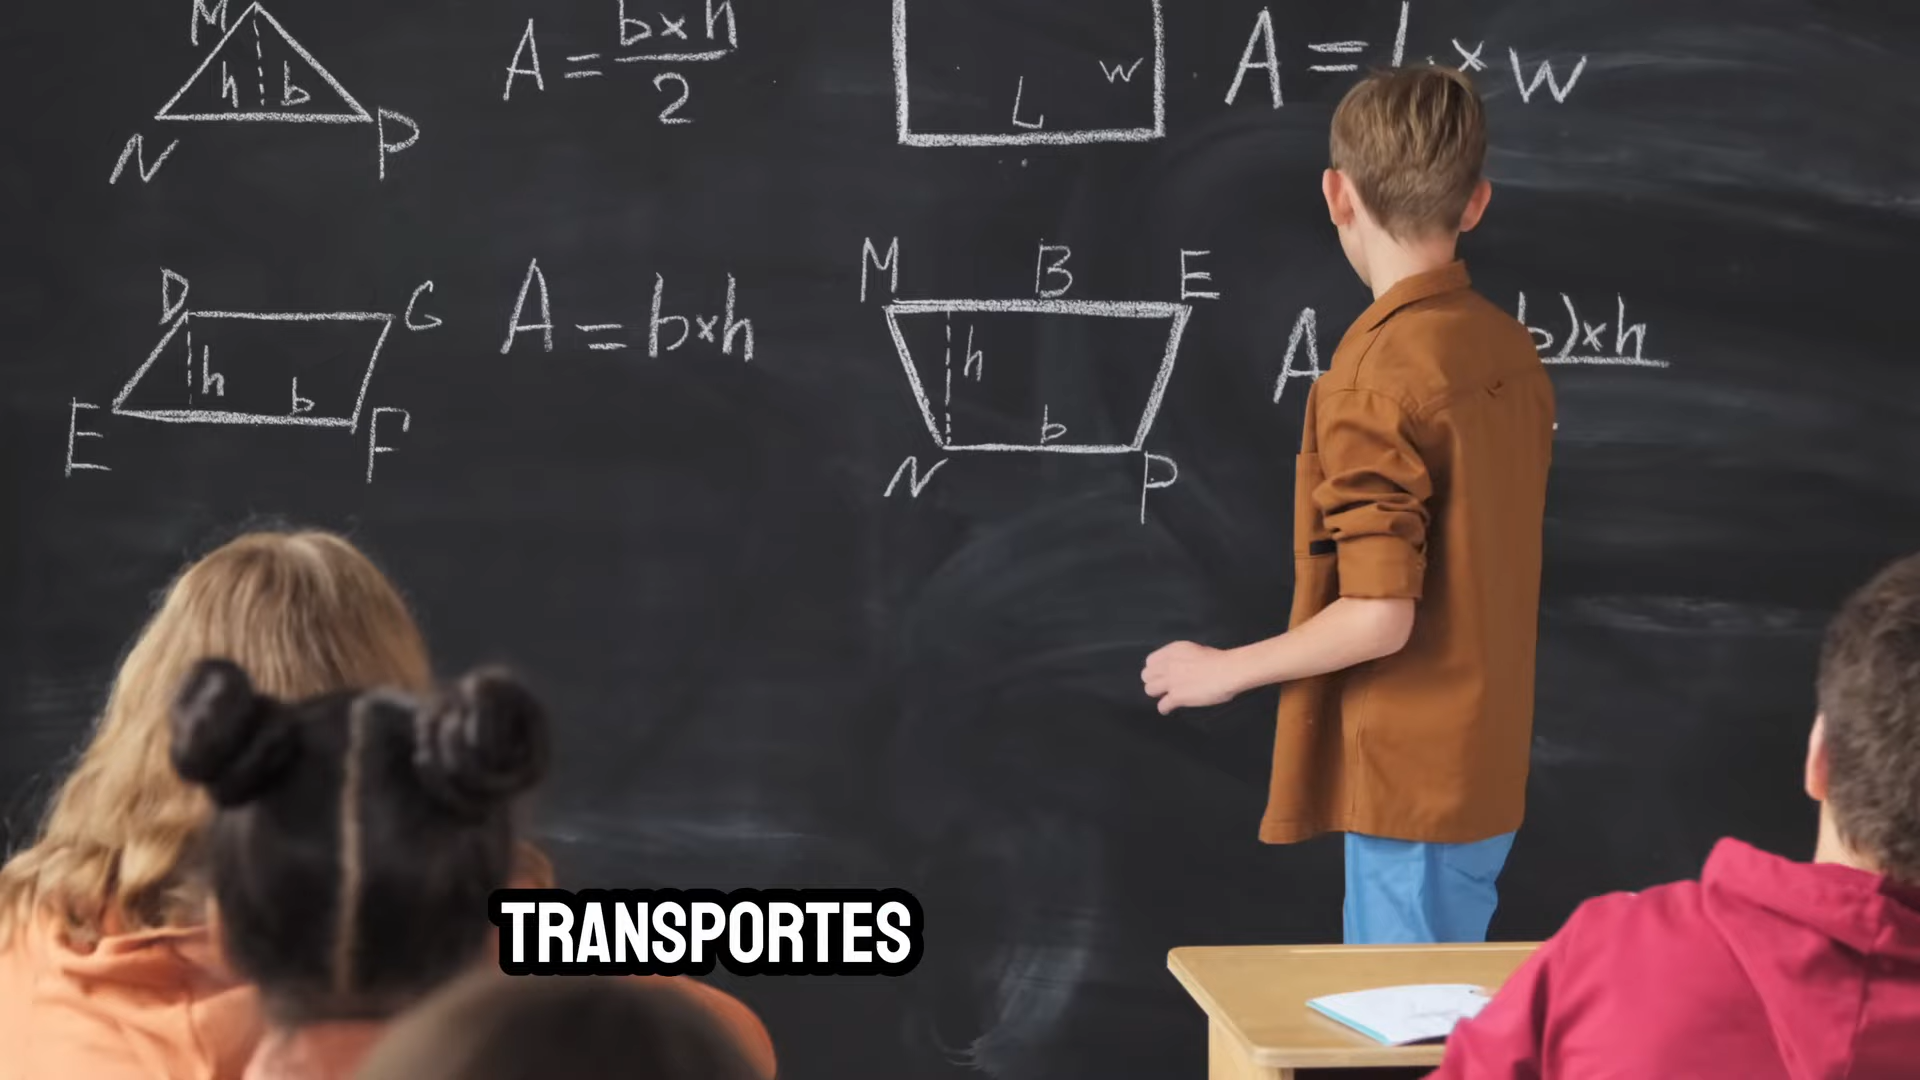 M
h b
N P
A = b x h
2
L
w
A = L x w
D G
h b
E F
A = b x h
M B E
h
b
N P
A b) x h
TRANSPORTES